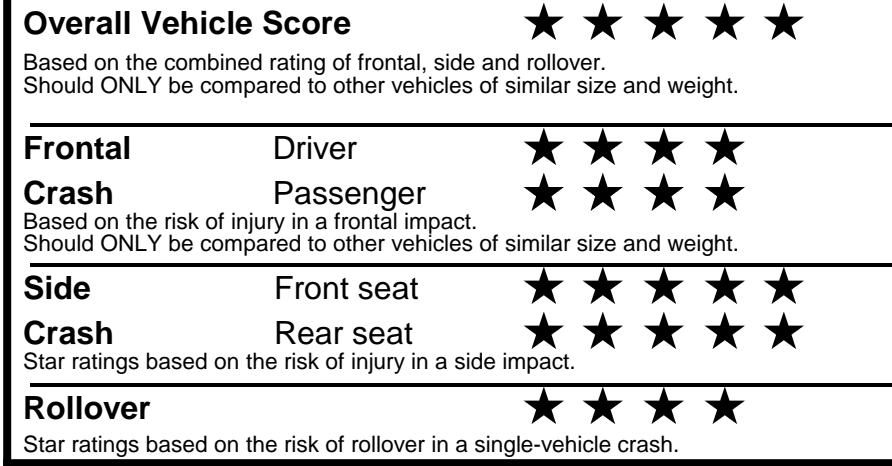 Overall Vehicle Score ★ ★ ★ ★ ★
Based on the combined rating of frontal, side and rollover.
Should ONLY be compared to other vehicles of similar size and weight.
Frontal Driver ★ ★ ★ ★
Crash Passenger ★ ★ ★ ★
Based on the risk of injury in a frontal impact.
Should ONLY be compared to other vehicles of similar size and weight.
Side Front seat ★ ★ ★ ★ ★
Crash Rear seat ★ ★ ★ ★ ★
Star ratings based on the risk of injury in a side impact.
Rollover ★ ★ ★ ★
Star ratings based on the risk of rollover in a single-vehicle crash.